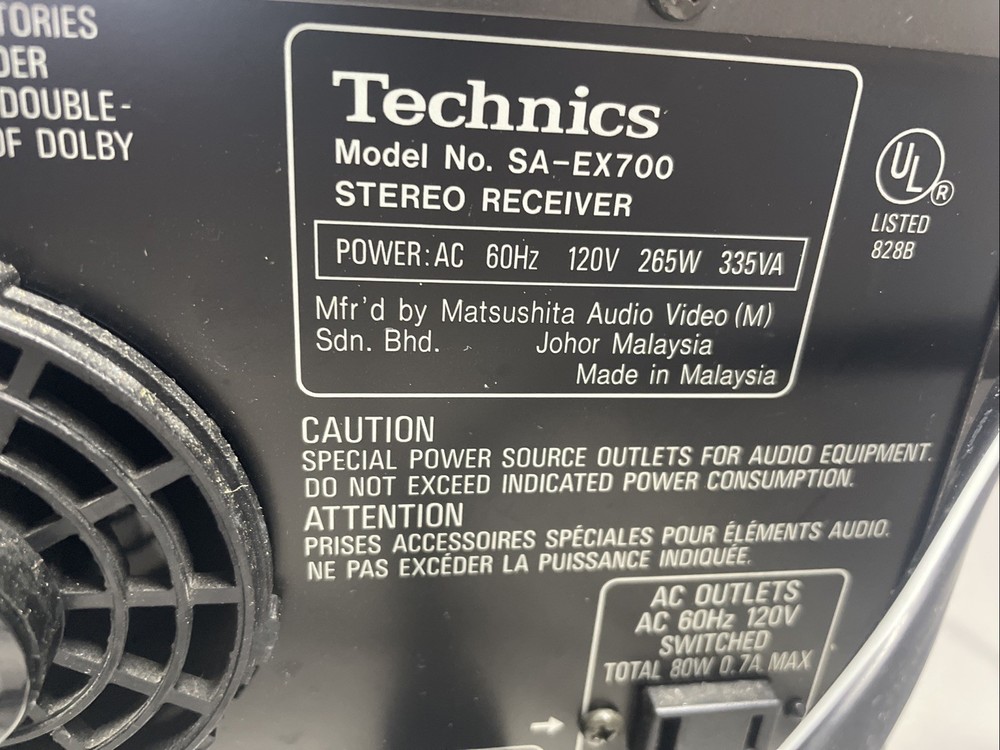 TORIES
DER
DOUBLE-
OF DOLBY
Technics
Model No. SA-EX700
STEREO RECEIVER
POWER:AC 60Hz 120V 265W 335VA
Mfr'd by Matsushita Audio Video (M)
Sdn. Bhd. Johor Malaysia
Made in Malaysia
UL®
LISTED
828B
CAUTION
SPECIAL POWER SOURCE OUTLETS FOR AUDIO EQUIPMENT.
DO NOT EXCEED INDICATED POWER CONSUMPTION.
ATTENTION
PRISES ACCESSOIRES SPÉCIALES POUR ÉLÉMENTS AUDIO.
NE PAS EXCÉDER LA PUISSANCE INDIQUÉE.
AC OUTLETS
AC 60Hz 120V
SWITCHED
TOTAL 80W 0.7A MAX